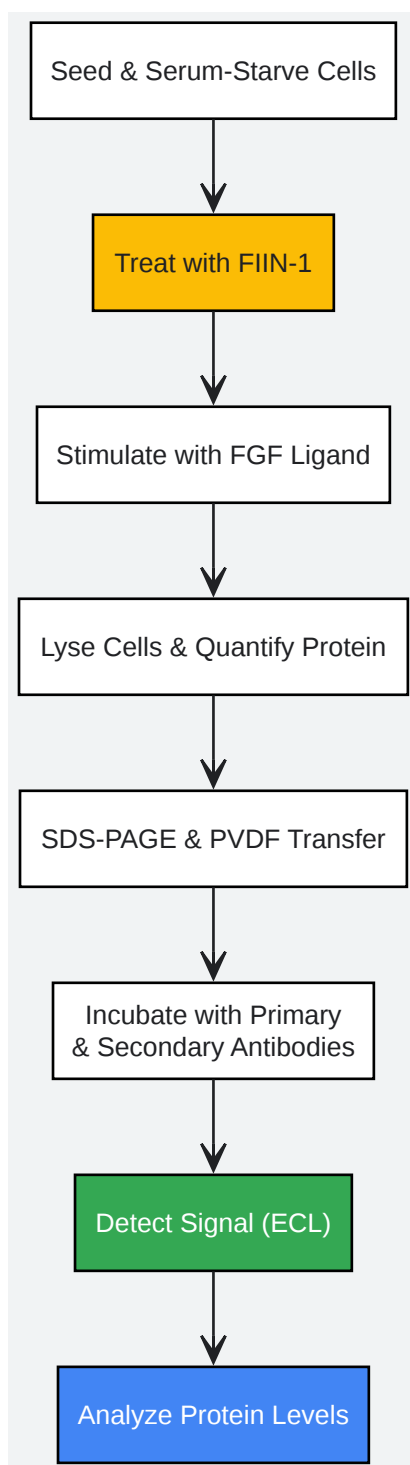 Seed & Serum-Starve Cells
Treat with FIIN-1
Stimulate with FGF Ligand
Lyse Cells & Quantify Protein
SDS-PAGE & PVDF Transfer
Incubate with Primary
& Secondary Antibodies
Detect Signal (ECL)
Analyze Protein Levels